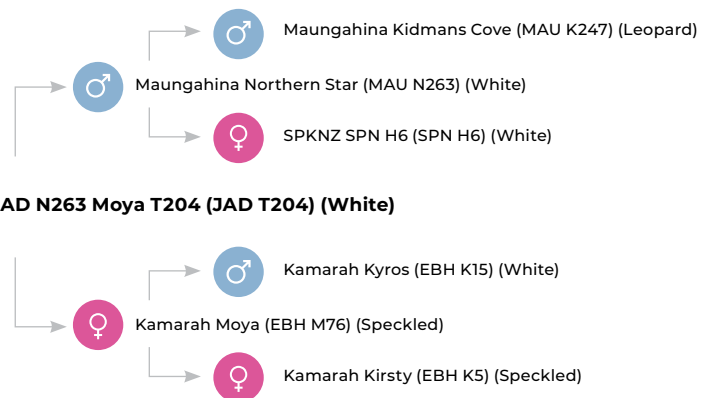 Maungahina Kidmans Cove (MAU K247) (Leopard)
Maungahina Northern Star (MAU N263) (White)
SPKNZ SPN H6 (SPN H6) (White)
AD N263 Moya T204 (JAD T204) (White)
Kamarah Kyros (EBH K15) (White)
Kamarah Moya (EBH M76) (Speckled)
Kamarah Kirsty (EBH K5) (Speckled)